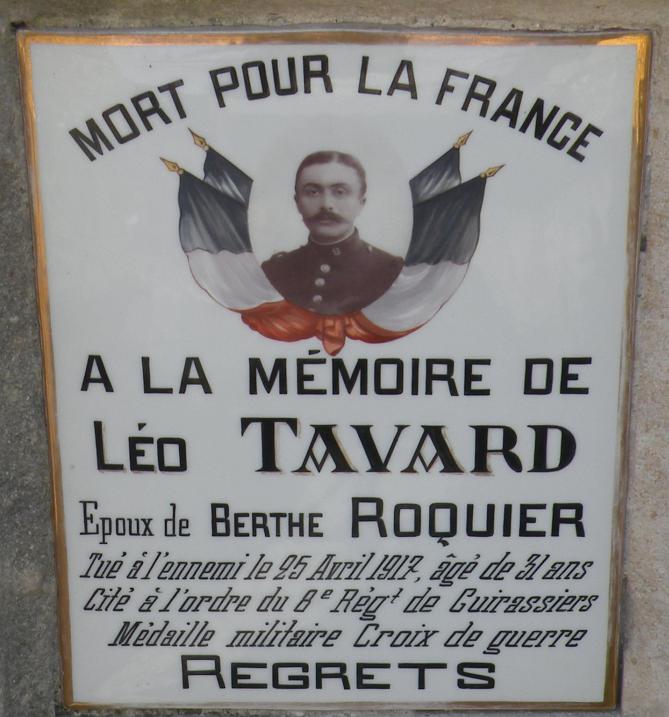 MORT POUR LA FRANCE
A LA MÉMOIRE DE
LÉO TAVARD
Epoux de BERTHE ROQUIER
Tué à l'ennemi le 25 Avril 1917, âgé de 31 ans
Cité à l'ordre du 8e Régt de Cuirassiers
Médaille militaire Croix de guerre
REGRETS